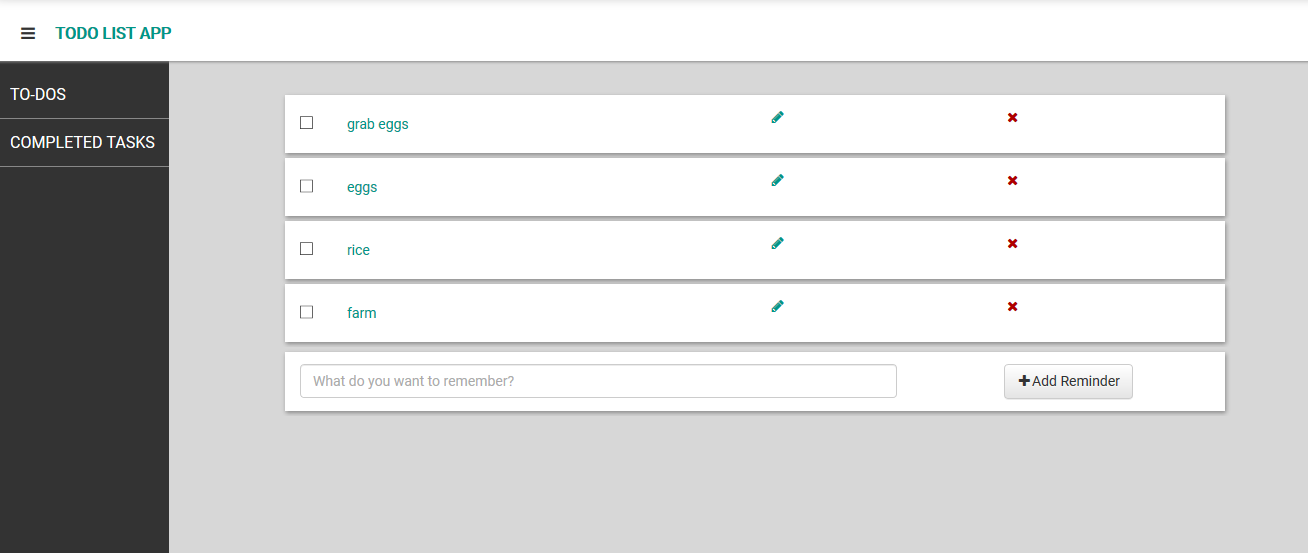 TODO LIST APP
TO-DOS
COMPLETED TASKS
grab eggs
eggs
rice
farm
What do you want to remember?
Add Reminder